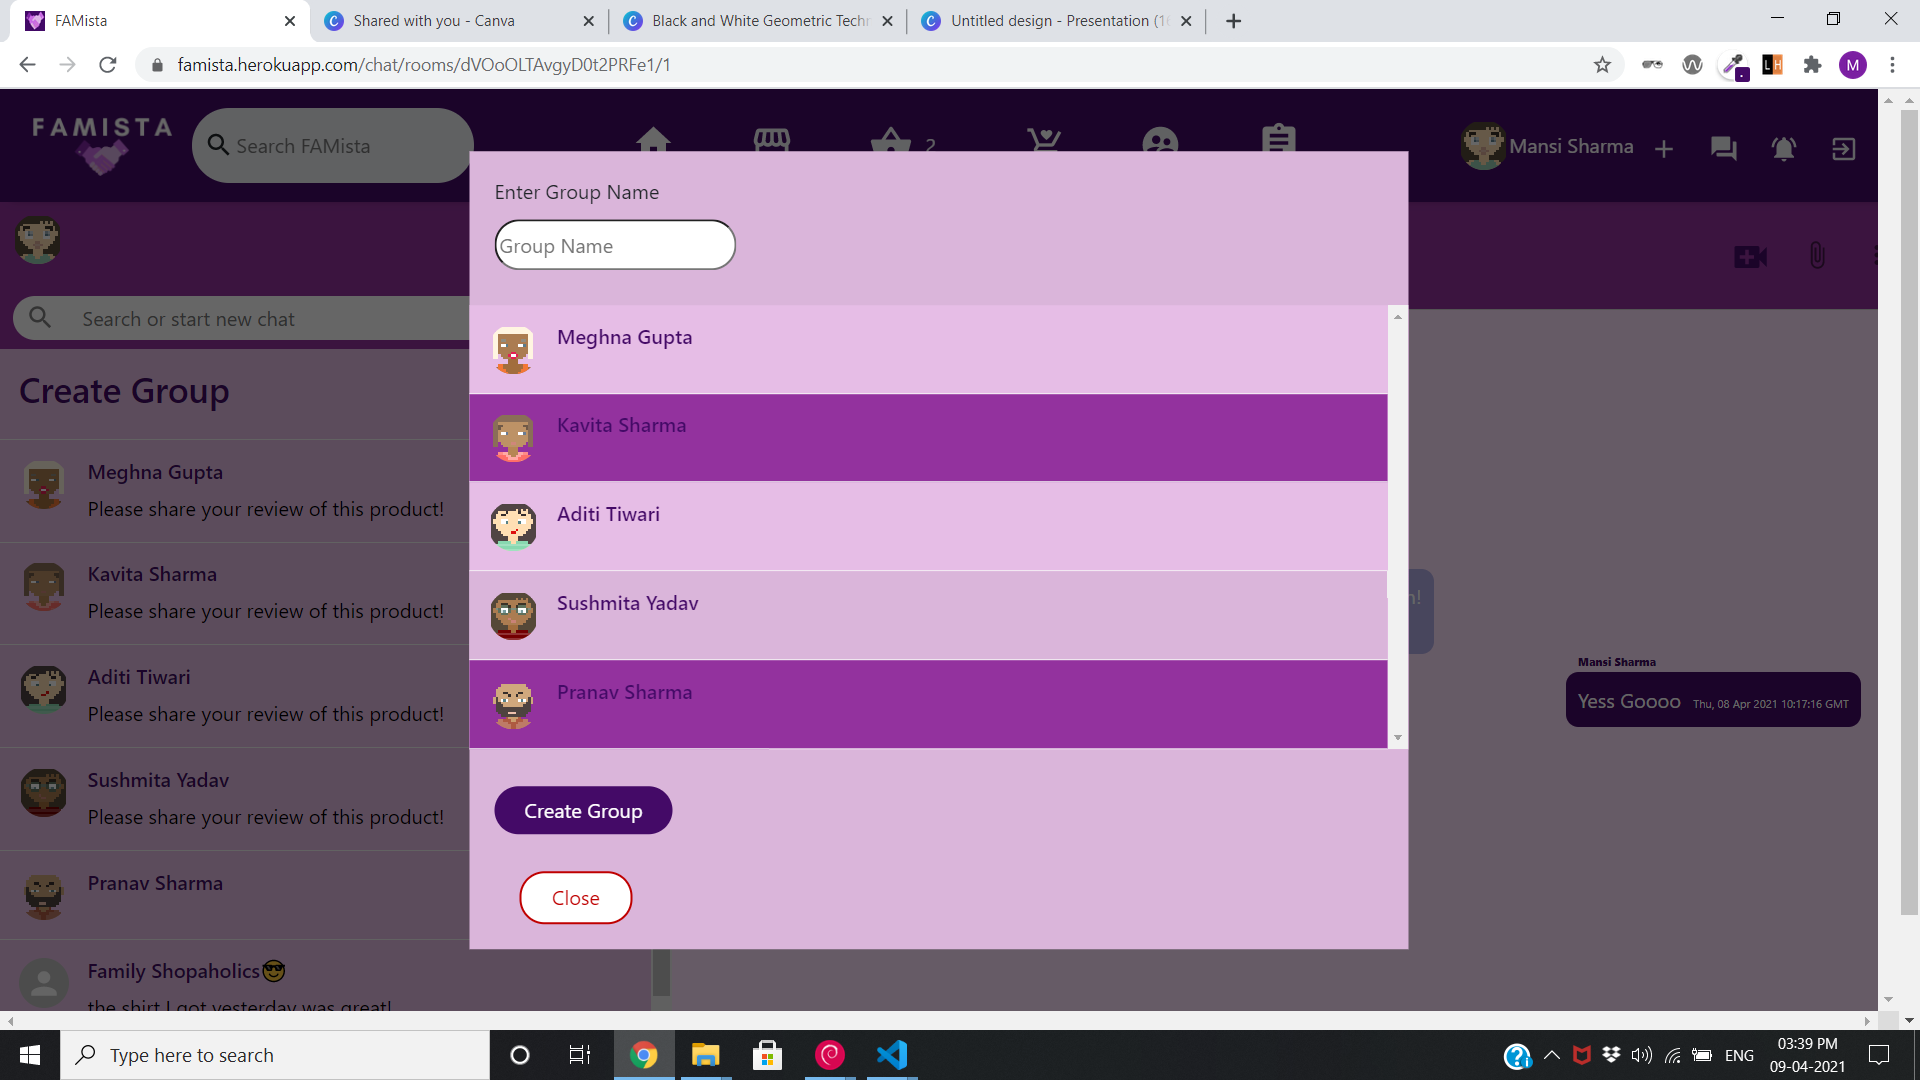 FAMista
Shared with you - Canva
Black and White Geometric Techn
Untitled design - Presentation (16
famista.herokuapp.com/chat/rooms/dVOoOLTAvgyD0t2PRFe1/1
LH
M
FAMISTA
Search FAMista
2
Mansi Sharma
Enter Group Name
Group Name
Search or start new chat
Create Group
Meghna Gupta
Please share your review of this product!
Kavita Sharma
Please share your review of this product!
Aditi Tiwari
Please share your review of this product!
Sushmita Yadav
Please share your review of this product!
Pranav Sharma
Family Shopaholics😎
the shirt I got yesterday was great!
Meghna Gupta
Kavita Sharma
Aditi Tiwari
Sushmita Yadav
Pranav Sharma
Create Group
Close
n!
Mansi Sharma
Yess Goooo Thu, 08 Apr 2021 10:17:16 GMT
Type here to search
ENG
03:39 PM
09-04-2021